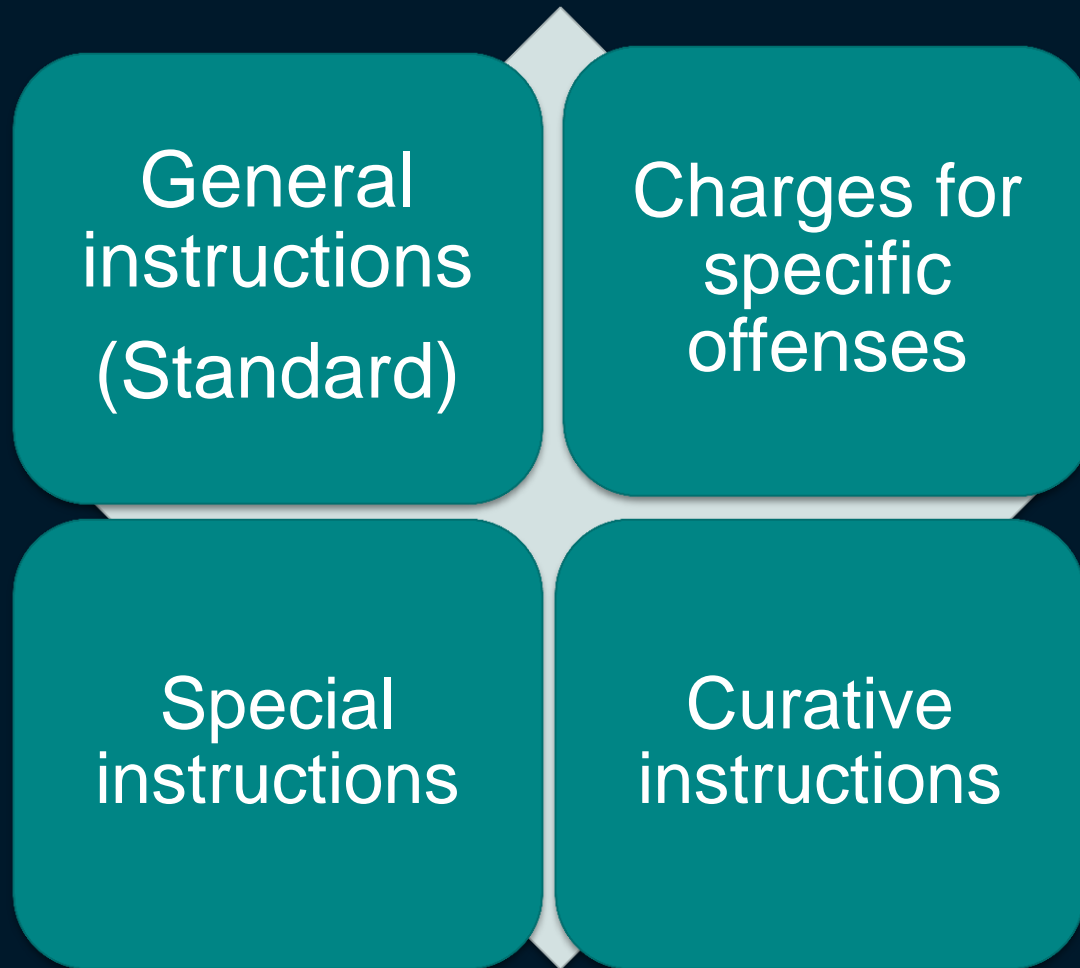 General
instructions
(Standard)
Charges for
specific
offenses
Special
instructions
Curative
instructions